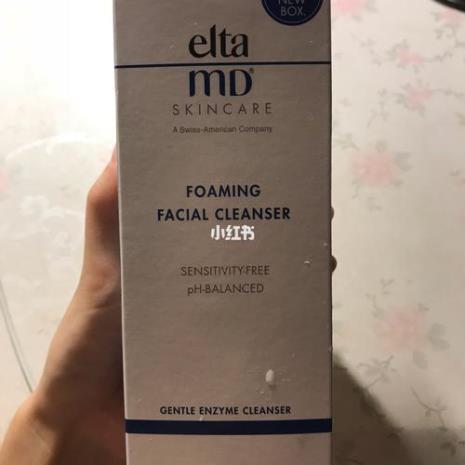 NEW
BOX.
elta
MD®
SKINCARE
A Swiss-American Company
FOAMING
FACIAL CLEANSER
小红书
SENSITIVITY-FREE
pH-BALANCED
GENTLE ENZYME CLEANSER